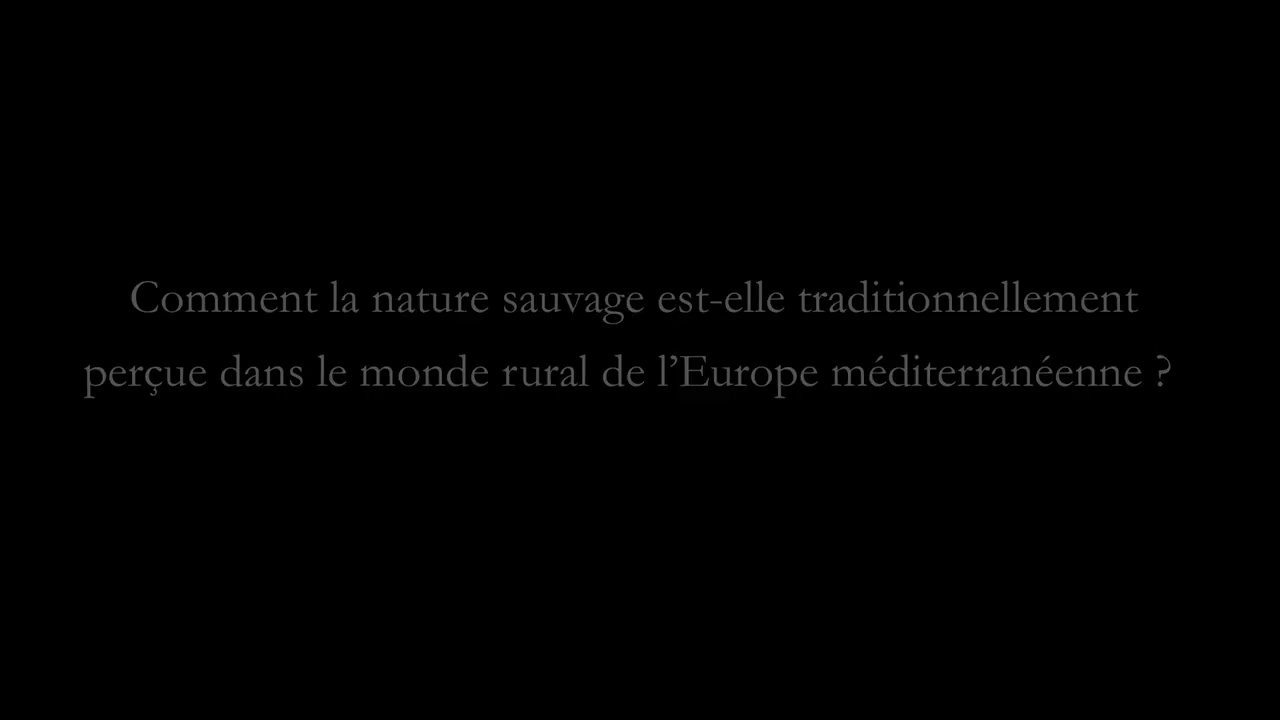 Comment la nature sauvage est-elle traditionnellement
perçue dans le monde rural de l’Europe méditerranéenne ?